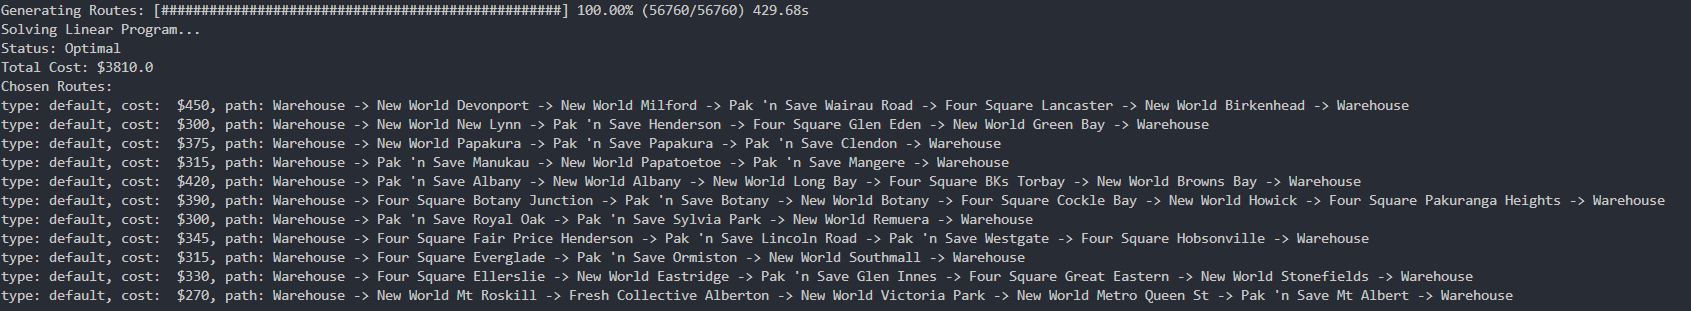 Generating Routes: [##################################################] 100.00% (56760/56760) 429.68s
Solving Linear Program...
Status: Optimal
Total Cost: $3810.0
Chosen Routes:
type: default, cost:  $450, path: Warehouse -> New World Devonport -> New World Milford -> Pak 'n Save Wairau Road -> Four Square Lancaster -> New World Birkenhead -> Warehouse
type: default, cost:  $300, path: Warehouse -> New World New Lynn -> Pak 'n Save Henderson -> Four Square Glen Eden -> New World Green Bay -> Warehouse
type: default, cost:  $375, path: Warehouse -> New World Papakura -> Pak 'n Save Papakura -> Pak 'n Save Clendon -> Warehouse
type: default, cost:  $315, path: Warehouse -> Pak 'n Save Manukau -> New World Papatoetoe -> Pak 'n Save Mangere -> Warehouse
type: default, cost:  $420, path: Warehouse -> Pak 'n Save Albany -> New World Albany -> New World Long Bay -> Four Square BKs Torbay -> New World Browns Bay -> Warehouse
type: default, cost:  $390, path: Warehouse -> Four Square Botany Junction -> Pak 'n Save Botany -> New World Botany -> Four Square Cockle Bay -> New World Howick -> Four Square Pakuranga Heights -> Warehouse
type: default, cost:  $300, path: Warehouse -> Pak 'n Save Royal Oak -> Pak 'n Save Sylvia Park -> New World Remuera -> Warehouse
type: default, cost:  $345, path: Warehouse -> Four Square Fair Price Henderson -> Pak 'n Save Lincoln Road -> Pak 'n Save Westgate -> Four Square Hobsonville -> Warehouse
type: default, cost:  $315, path: Warehouse -> Four Square Everglade -> Pak 'n Save Ormiston -> New World Southmall -> Warehouse
type: default, cost:  $330, path: Warehouse -> Four Square Ellerslie -> New World Eastridge -> Pak 'n Save Glen Innes -> Four Square Great Eastern -> New World Stonefields -> Warehouse
type: default, cost:  $270, path: Warehouse -> New World Mt Roskill -> Fresh Collective Alberton -> New World Victoria Park -> New World Metro Queen St -> Pak 'n Save Mt Albert -> Warehouse